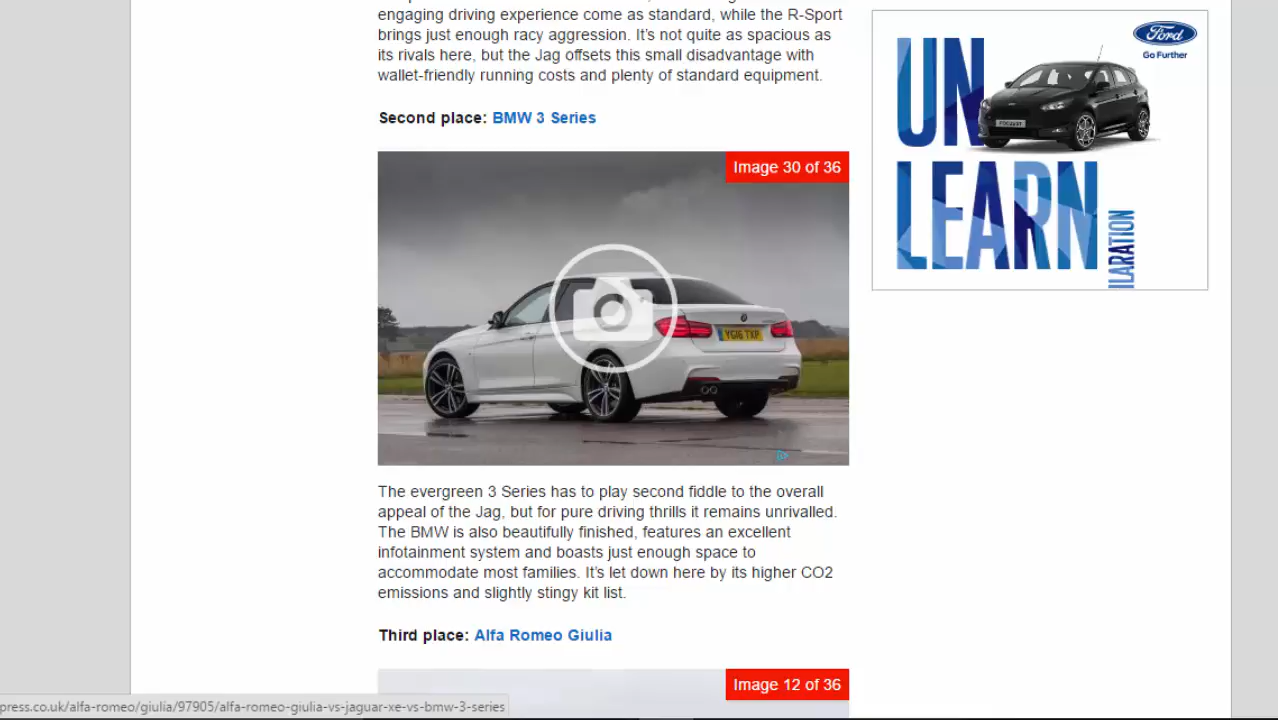 engaging driving experience come as standard, while the R-Sport
brings just enough racy aggression. It's not quite as spacious as
its rivals here, but the Jag offsets this small disadvantage with
wallet-friendly running costs and plenty of standard equipment.
Second place: BMW 3 Series
Image 30 of 36
YG16 TXP
The evergreen 3 Series has to play second fiddle to the overall
appeal of the Jag, but for pure driving thrills it remains unrivalled.
The BMW is also beautifully finished, features an excellent
infotainment system and boasts just enough space to
accommodate most families. It's let down here by its higher CO2
emissions and slightly stingy kit list.
Third place: Alfa Romeo Giulia
Image 12 of 36
press.co.uk/alfa-romeo/giulia/97905/alfa-romeo-giulia-vs-jaguar-xe-vs-bmw-3-series
Ford
Go Further
UN
LEARN
ILARATION